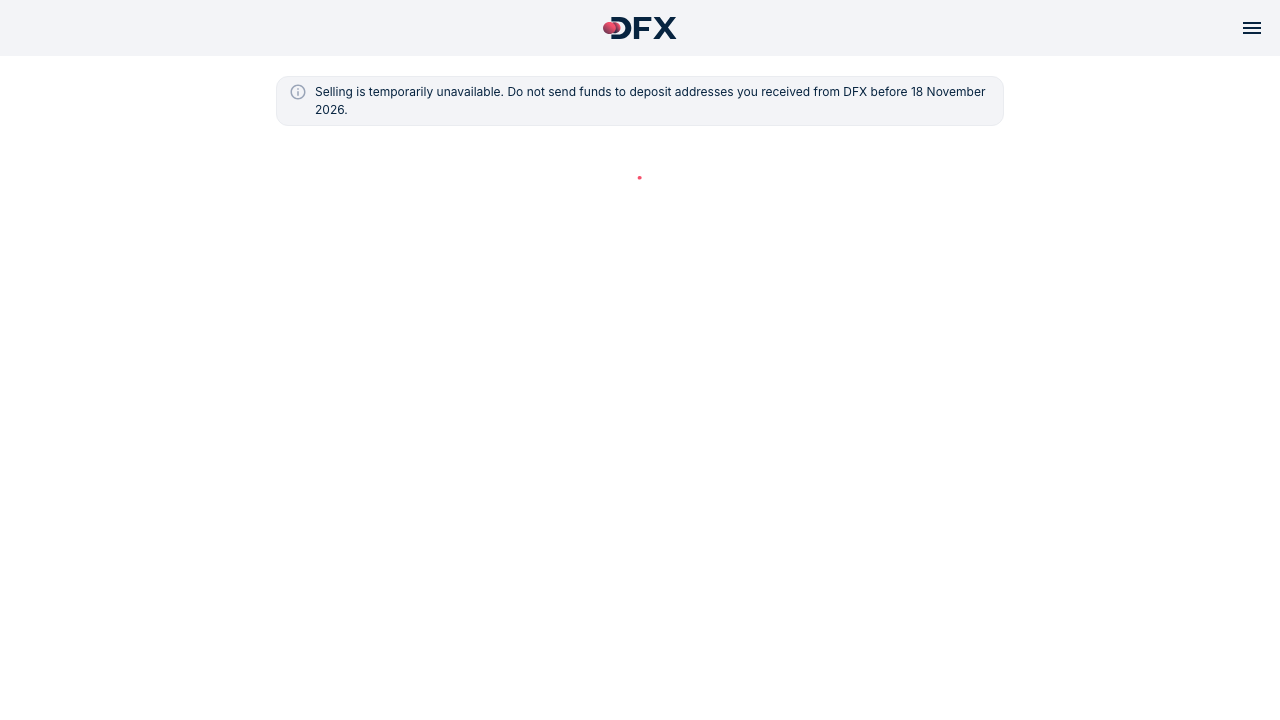 DFX
Selling is temporarily unavailable. Do not send funds to deposit addresses you received from DFX before 18 November
2026.